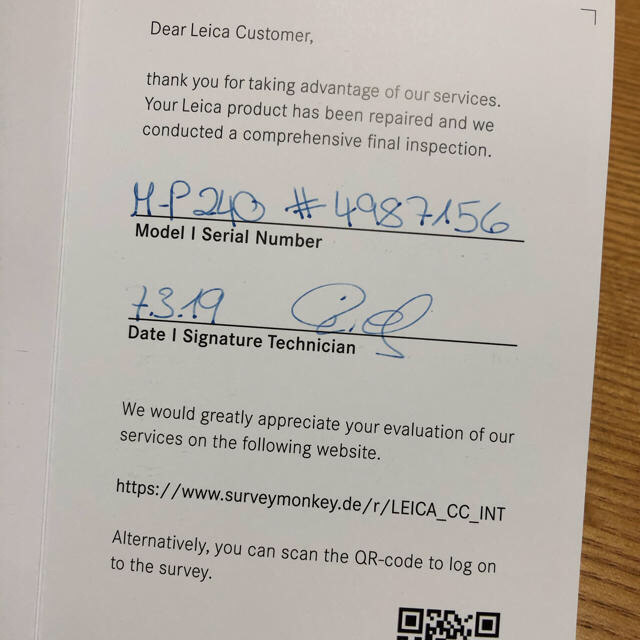 Dear Leica Customer,
thank you for taking advantage of our services.
Your Leica product has been repaired and we
conducted a comprehensive final inspection.
M-P 240 # 4987156
Model I Serial Number
7.3.19
Date I Signature Technician
We would greatly appreciate your evaluation of our
services on the following website.
https://www.surveymonkey.de/r/LEICA_CC_INT
Alternatively, you can scan the QR-code to log on
to the survey.